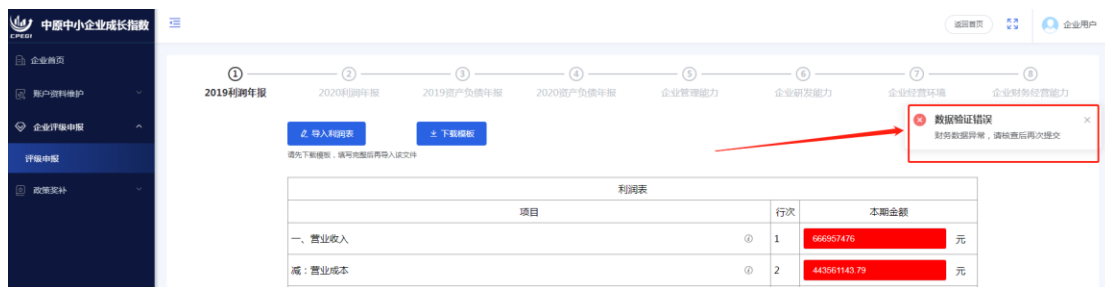 中原中小企业成长指数
CPEGI
返回首页
企业用户
企业首页
账户资料维护
企业评级申报
评级申报
政策奖补
1
2
3
4
5
6
7
8
2019利润年报
2020利润年报
2019资产负债年报
2020资产负债年报
企业管理能力
企业研发能力
企业经营环境
企业财务经营能力
数据验证错误
财务数据异常，请核查后再次提交
导入利润表
下载模板
请先下载模板，填写完整后再导入该文件
利润表
项目 行次 本期金额
一、营业收入 1 666957476 元
减：营业成本 2 443561143.79 元